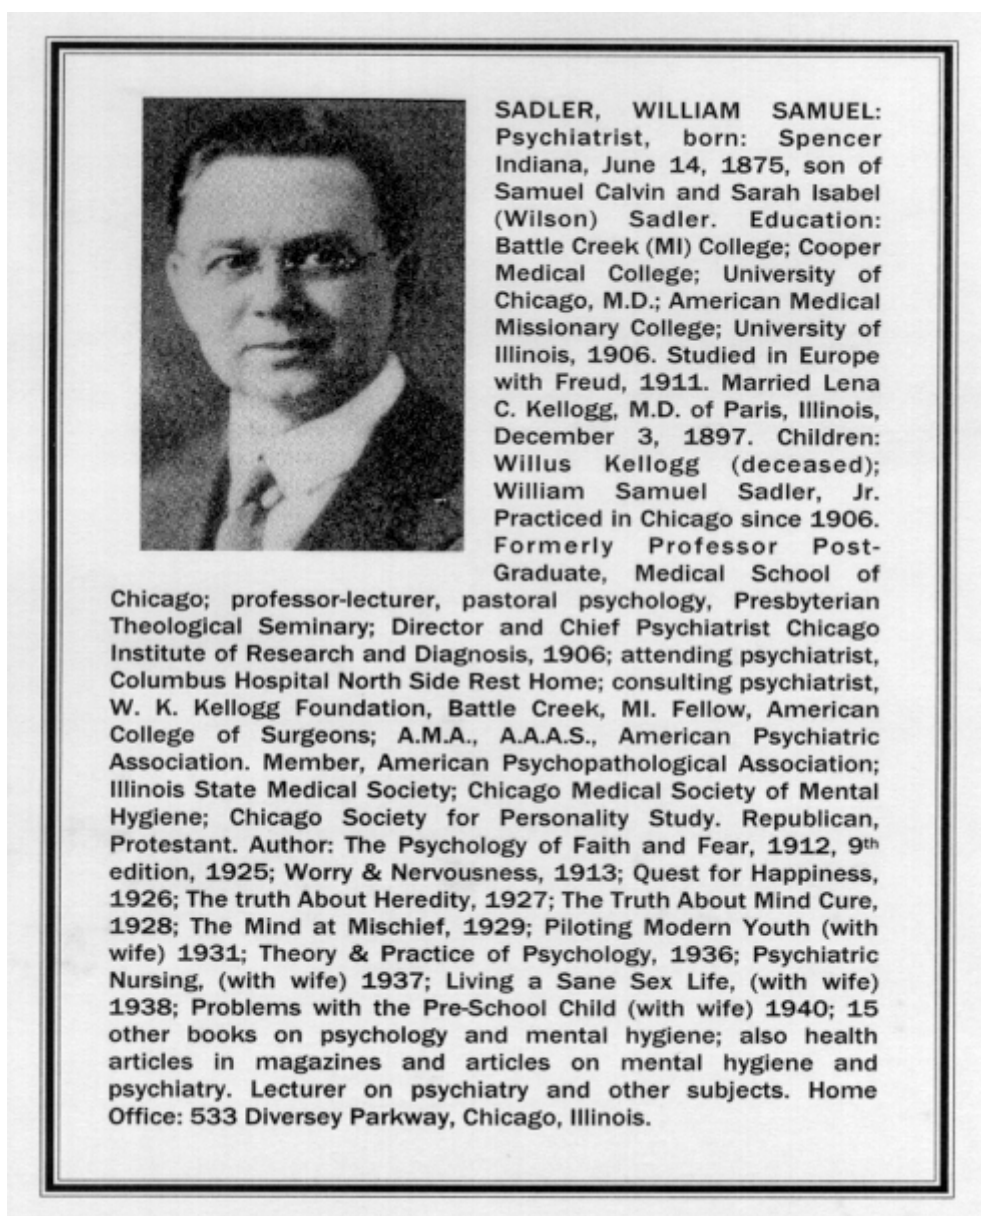 SADLER, WILLIAM SAMUEL:
Psychiatrist, born: Spencer
Indiana, June 14, 1875, son of
Samuel Calvin and Sarah Isabel
(Wilson) Sadler. Education:
Battle Creek (MI) College; Cooper
Medical College; University of
Chicago, M.D.; American Medical
Missionary College; University of
Illinois, 1906. Studied in Europe
with Freud, 1911. Married Lena
C. Kellogg, M.D. of Paris, Illinois,
December 3, 1897. Children:
Willus Kellogg (deceased);
William Samuel Sadler, Jr.
Practiced in Chicago since 1906.
Formerly Professor Post-
Graduate, Medical School of
Chicago; professor-lecturer, pastoral psychology, Presbyterian
Theological Seminary; Director and Chief Psychiatrist Chicago
Institute of Research and Diagnosis, 1906; attending psychiatrist,
Columbus Hospital North Side Rest Home; consulting psychiatrist,
W. K. Kellogg Foundation, Battle Creek, MI. Fellow, American
College of Surgeons; A.M.A., A.A.A.S., American Psychiatric
Association. Member, American Psychopathological Association;
Illinois State Medical Society; Chicago Medical Society of Mental
Hygiene; Chicago Society for Personality Study. Republican,
Protestant. Author: The Psychology of Faith and Fear, 1912, 9th
edition, 1925; Worry & Nervousness, 1913; Quest for Happiness,
1926; The truth About Heredity, 1927; The Truth About Mind Cure,
1928; The Mind at Mischief, 1929; Piloting Modern Youth (with
wife) 1931; Theory & Practice of Psychology, 1936; Psychiatric
Nursing, (with wife) 1937; Living a Sane Sex Life, (with wife)
1938; Problems with the Pre-School Child (with wife) 1940; 15
other books on psychology and mental hygiene; also health
articles in magazines and articles on mental hygiene and
psychiatry. Lecturer on psychiatry and other subjects. Home
Office: 533 Diversey Parkway, Chicago, Illinois.